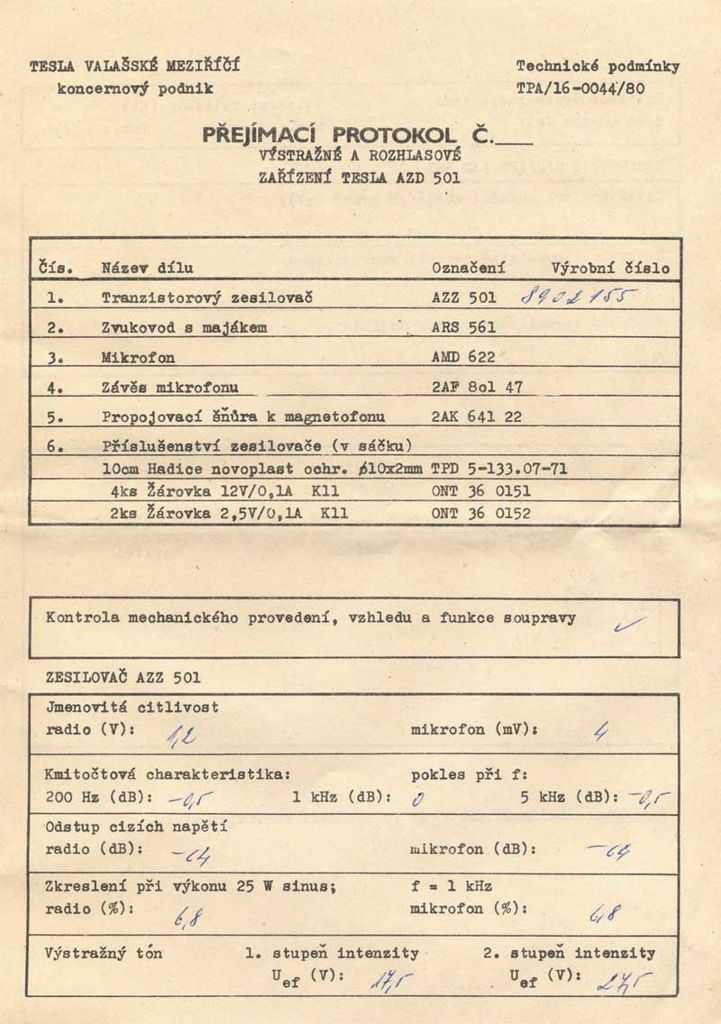 TESLA VALAŠSKÉ MEZIŘÍČÍ
koncernový podnik
Technické podmínky
TPA/16-0044/80
PŘEJÍMACÍ PROTOKOL Č.___
VÝSTRAŽNÉ A ROZHLASOVÉ
ZAŘÍZENÍ TESLA AZD 501
Čís. Název dílu Označení Výrobní číslo
1. Tranzistorový zesilovač AZZ 501 8902155
2. Zvukovod s majákem ARS 561
3. Mikrofon AMD 622
4. Závěs mikrofonu 2AF 8o1 47
5. Propojovací šňůra k magnetofonu 2AK 641 22
6. Příslušenství zesilovače (v sáčku)
10cm Hadice novoplast ochr. ø10x2mm TPD 5-133.07-71
4ks Žárovka 12V/0,1A K11 ONT 36 0151
2ks Žárovka 2,5V/0,1A K11 ONT 36 0152
Kontrola mechanického provedení, vzhledu a funkce soupravy ✓
ZESILOVAČ AZZ 501
Jmenovitá citlivost
radio (V): 1,2 mikrofon (mV): 4
Kmitočtová charakteristika: pokles při f:
200 Hz (dB): -0,5 1 kHz (dB): 0 5 kHz (dB): -0,5
Odstup cizích napětí
radio (dB): -64 mikrofon (dB): -64
Zkreslení při výkonu 25 W sinus; f = 1 kHz
radio (%): 6,8 mikrofon (%): 6,8
Výstražný tón 1. stupeň intenzity 2. stupeň intenzity
Uef (V): 17,5 Uef (V): 27,5